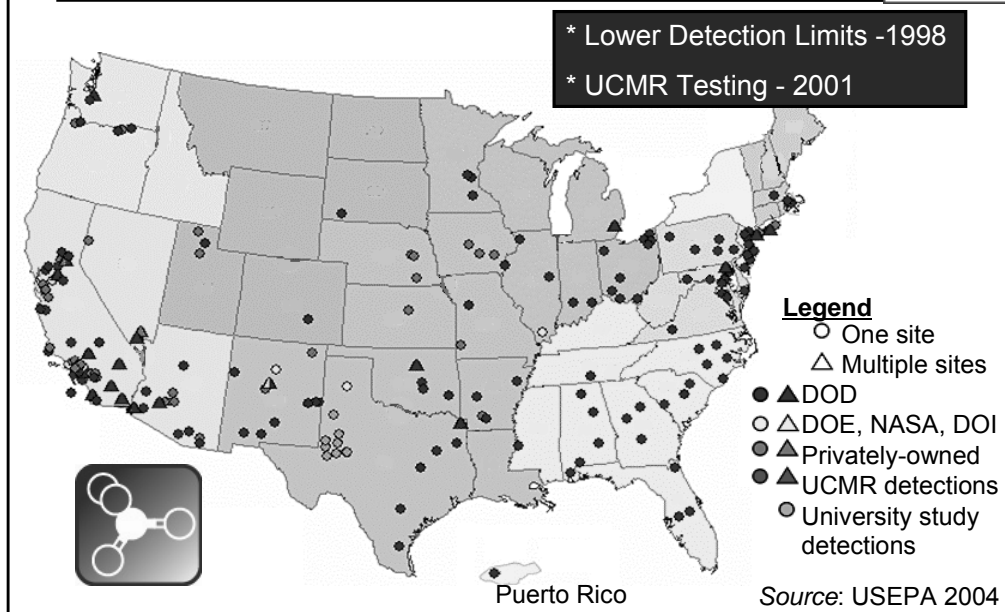 * Lower Detection Limits -1998
* UCMR Testing - 2001
Legend
One site
Multiple sites
DOD
DOE, NASA, DOI
Privately-owned
UCMR detections
University study
detections
Puerto Rico
Source: USEPA 2004